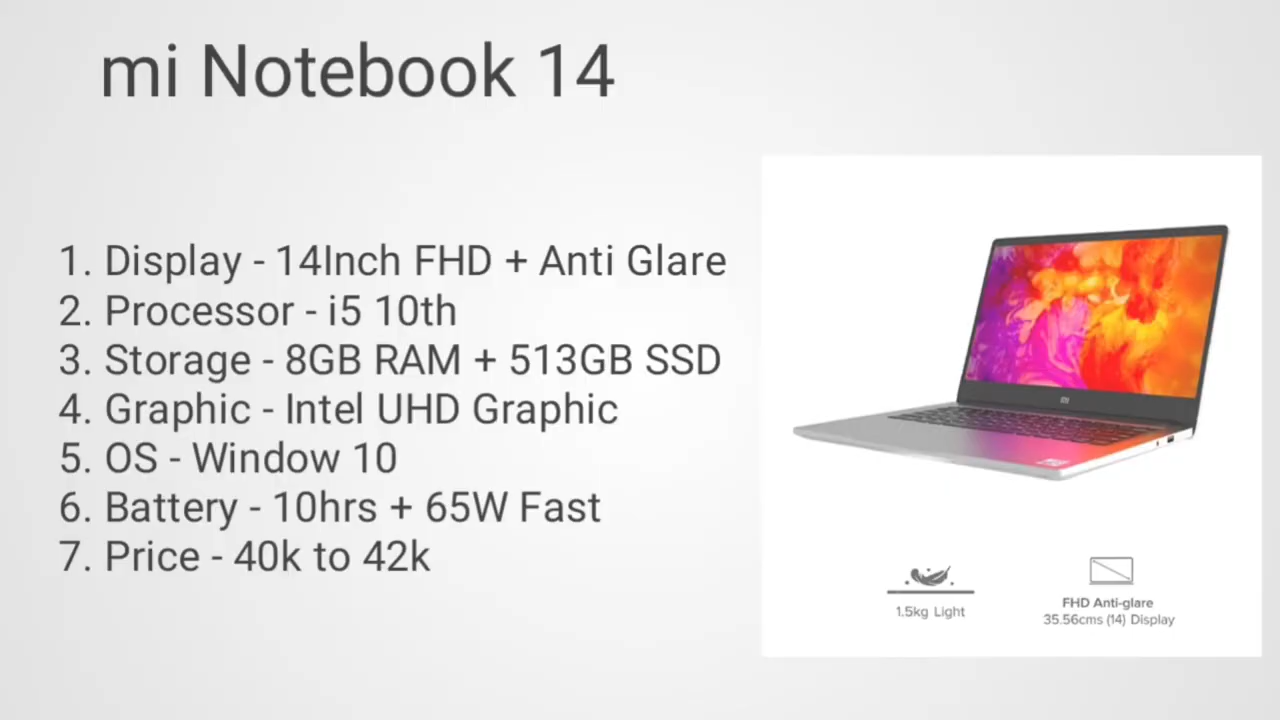 mi Notebook 14
1. Display - 14Inch FHD + Anti Glare
2. Processor - i5 10th
3. Storage - 8GB RAM + 513GB SSD
4. Graphic - Intel UHD Graphic
5. OS - Window 10
6. Battery - 10hrs + 65W Fast
7. Price - 40k to 42k
mi
1.5kg Light
FHD Anti-glare
35.56cms (14) Display